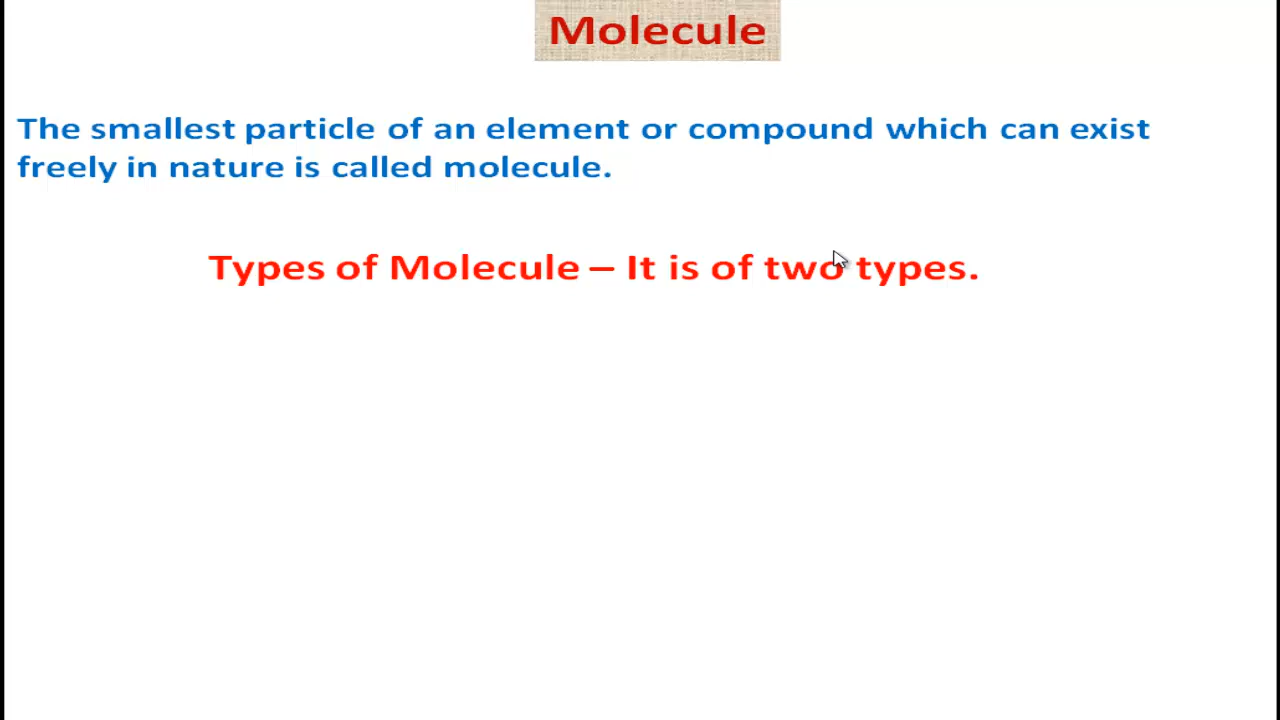 Molecule
The smallest particle of an element or compound which can exist
freely in nature is called molecule.
Types of Molecule – It is of two types.